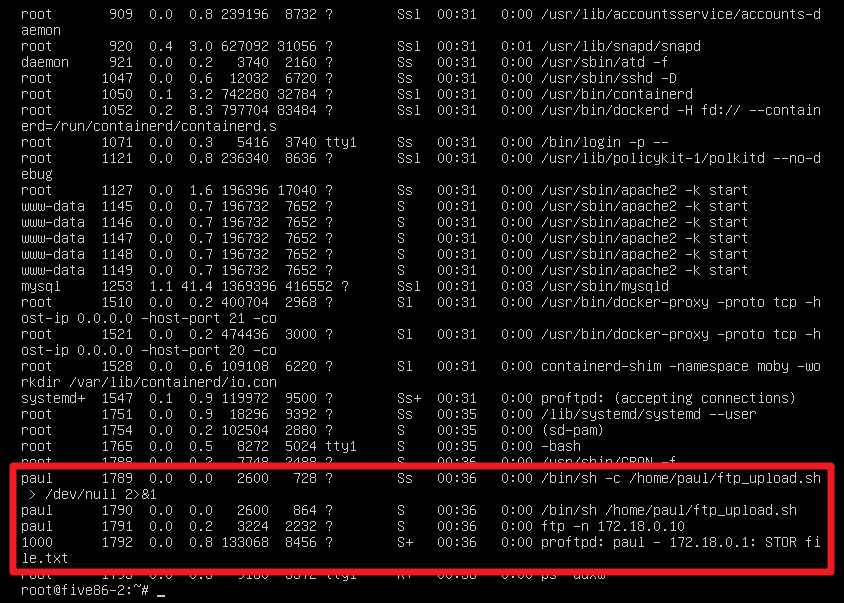 root 909 0.0 0.8 239196 8732 ? Ssl 00:31 0:00 /usr/lib/accountsservice/accounts-d
aemon
root 920 0.4 3.0 627092 31056 ? Ssl 00:31 0:01 /usr/lib/snapd/snapd
daemon 921 0.0 0.2 3740 2160 ? Ss 00:31 0:00 /usr/sbin/atd -f
root 1047 0.0 0.6 12032 6720 ? Ss 00:31 0:00 /usr/sbin/sshd -D
root 1050 0.1 3.2 742280 32784 ? Ssl 00:31 0:00 /usr/bin/containerd
root 1052 0.2 8.3 797704 83484 ? Ssl 00:31 0:00 /usr/bin/dockerd -H fd:// --contain
erd=/run/containerd/containerd.s
root 1071 0.0 0.3 5416 3740 tty1 Ss 00:31 0:00 /bin/login -p --
root 1121 0.0 0.8 236340 8636 ? Ssl 00:31 0:00 /usr/lib/policykit-1/polkitd --no-d
ebug
root 1127 0.0 1.6 196396 17040 ? Ss 00:31 0:00 /usr/sbin/apache2 -k start
www-data 1145 0.0 0.7 196732 7652 ? S 00:31 0:00 /usr/sbin/apache2 -k start
www-data 1146 0.0 0.7 196732 7652 ? S 00:31 0:00 /usr/sbin/apache2 -k start
www-data 1147 0.0 0.7 196732 7652 ? S 00:31 0:00 /usr/sbin/apache2 -k start
www-data 1148 0.0 0.7 196732 7652 ? S 00:31 0:00 /usr/sbin/apache2 -k start
www-data 1149 0.0 0.7 196732 7652 ? S 00:31 0:00 /usr/sbin/apache2 -k start
mysql 1253 1.1 41.4 1369396 416552 ? Ssl 00:31 0:03 /usr/sbin/mysqld
root 1510 0.0 0.2 400704 2968 ? Sl 00:31 0:00 /usr/bin/docker-proxy -proto tcp -h
ost-ip 0.0.0.0 -host-port 21 -co
root 1521 0.0 0.2 474436 3000 ? Sl 00:31 0:00 /usr/bin/docker-proxy -proto tcp -h
ost-ip 0.0.0.0 -host-port 20 -co
root 1528 0.0 0.6 109108 6220 ? Sl 00:31 0:00 containerd-shim -namespace moby -wo
rkdir /var/lib/containerd/io.con
systemd+ 1547 0.1 0.9 119972 9500 ? Ss+ 00:31 0:00 proftpd: (accepting connections)
root 1751 0.0 0.9 18296 9392 ? Ss 00:35 0:00 /lib/systemd/systemd --user
root 1754 0.0 0.2 102504 2880 ? S 00:35 0:00 (sd-pam)
root 1765 0.0 0.5 8272 5024 tty1 S 00:35 0:00 -bash
root 1788 0.0 00:36 0:00 /usr/sbin/CRON -f
paul 1789 0.0 0.0 2600 728 ? Ss 00:36 0:00 /bin/sh -c /home/paul/ftp_upload.sh
> /dev/null 2>&1
paul 1790 0.0 0.0 2600 864 ? S 00:36 0:00 /bin/sh /home/paul/ftp_upload.sh
paul 1791 0.0 0.2 3224 2232 ? S 00:36 0:00 ftp -n 172.18.0.10
1000 1792 0.0 0.8 133068 8456 ? S+ 00:36 0:00 proftpd: paul - 172.18.0.1: STOR fi
le.txt
root@five86-2:~# _